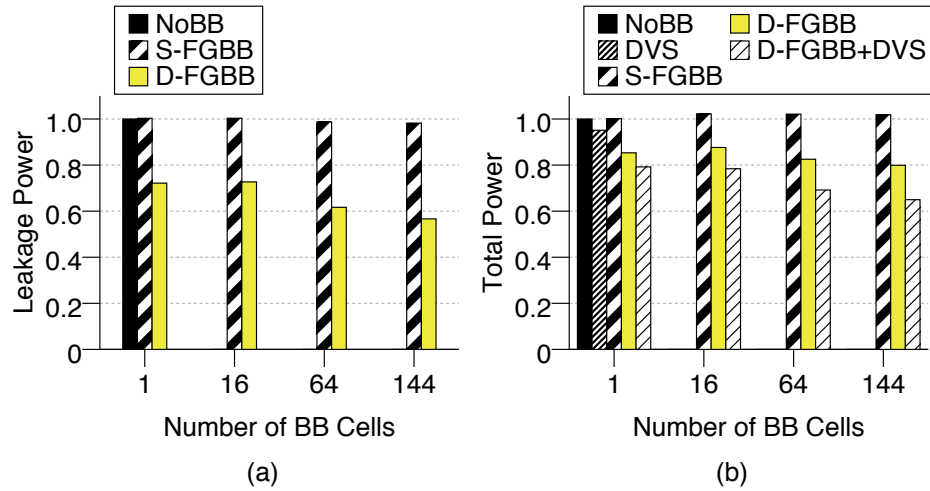 NoBB
S-FGBB
D-FGBB
Leakage Power
1.0
0.8
0.6
0.4
0.2
0
1 16 64 144
Number of BB Cells
(a)
NoBB D-FGBB
DVS D-FGBB+DVS
S-FGBB
Total Power
1.0
0.8
0.6
0.4
0.2
0
1 16 64 144
Number of BB Cells
(b)